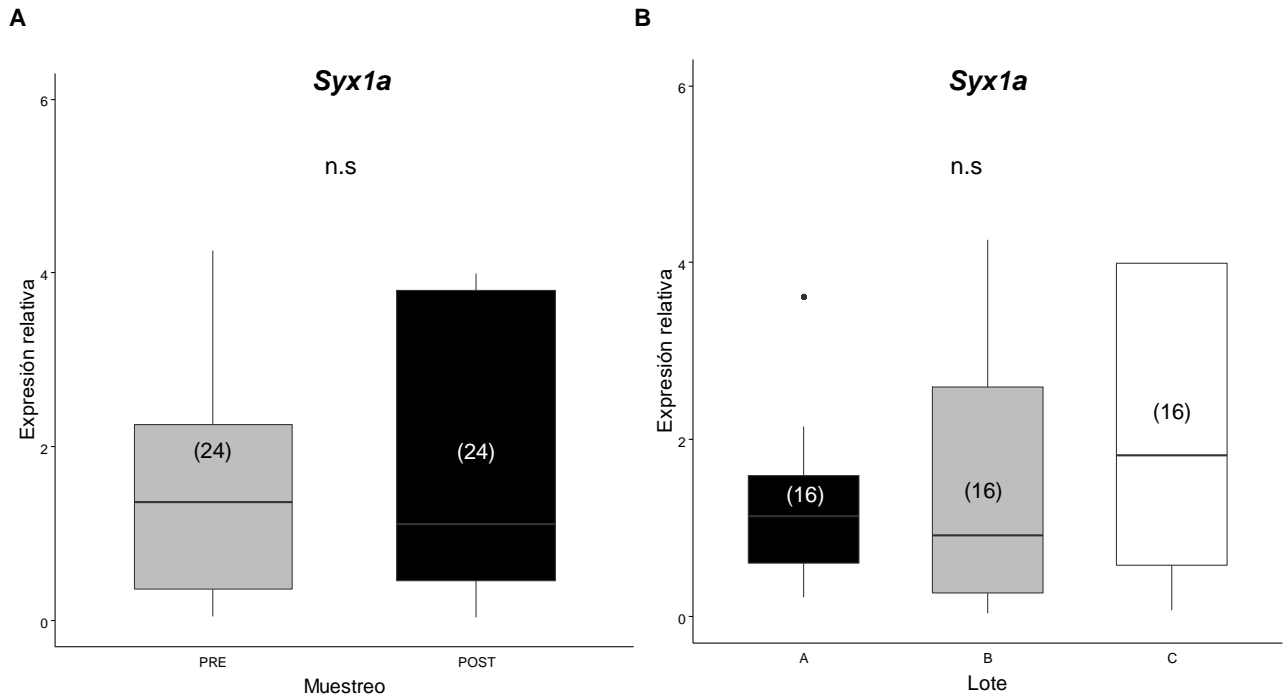 A
Syx1a
n.s
6
4
2
0
Expresión relativa
(24)
(24)
PRE
POST
Muestreo
B
Syx1a
n.s
6
4
2
0
Expresión relativa
(16)
(16)
(16)
A
B
C
Lote